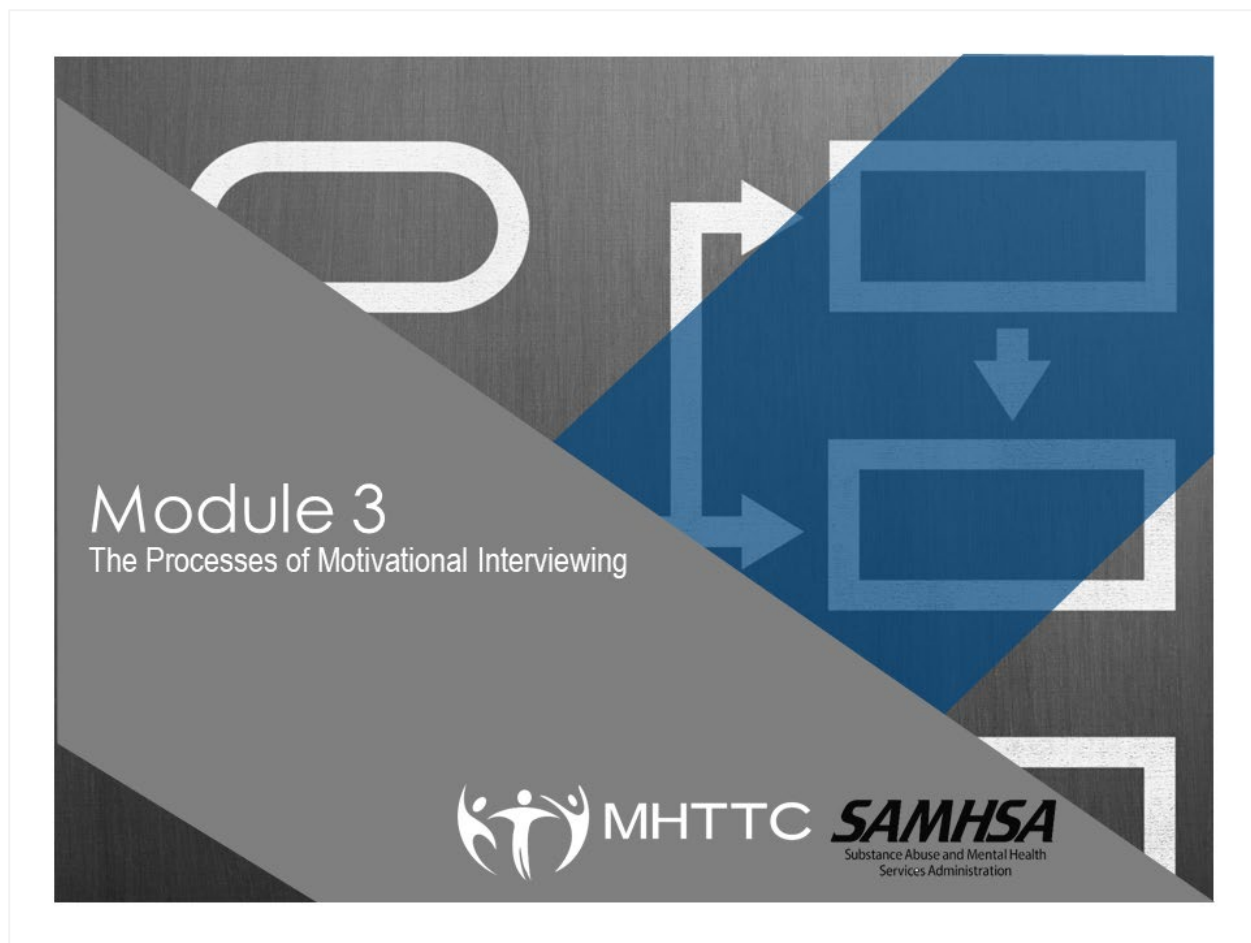 Module 3
The Processes of Motivational Interviewing
MHTTC
SAMHSA
Substance Abuse and Mental Health
Services Administration